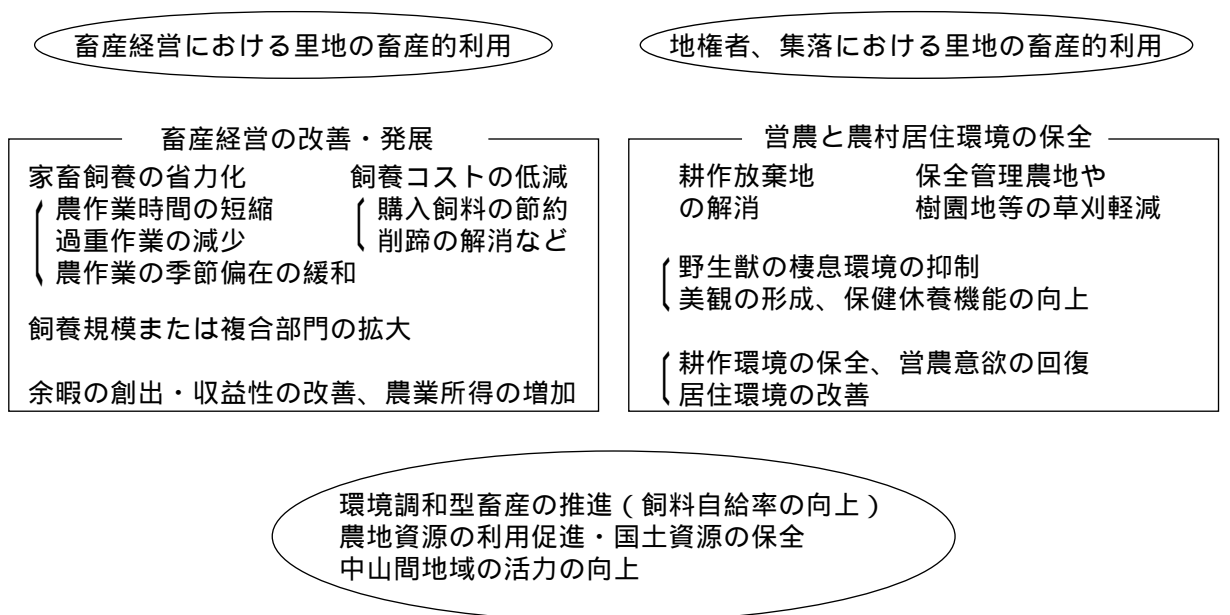 畜産経営における里地の畜産的利用
地権者、集落における里地の畜産的利用
畜産経営の改善・発展
家畜飼養の省力化
農作業時間の短縮
過重作業の減少
農作業の季節偏在の緩和
飼養コストの低減
購入飼料の節約
削蹄の解消など
飼養規模または複合部門の拡大
余暇の創出・収益性の改善、農業所得の増加
営農と農村居住環境の保全
耕作放棄地
の解消
保全管理農地や
樹園地等の草刈軽減
野生獣の棲息環境の抑制
美観の形成、保健休養機能の向上
耕作環境の保全、営農意欲の回復
居住環境の改善
環境調和型畜産の推進(飼料自給率の向上)
農地資源の利用促進・国土資源の保全
中山間地域の活力の向上